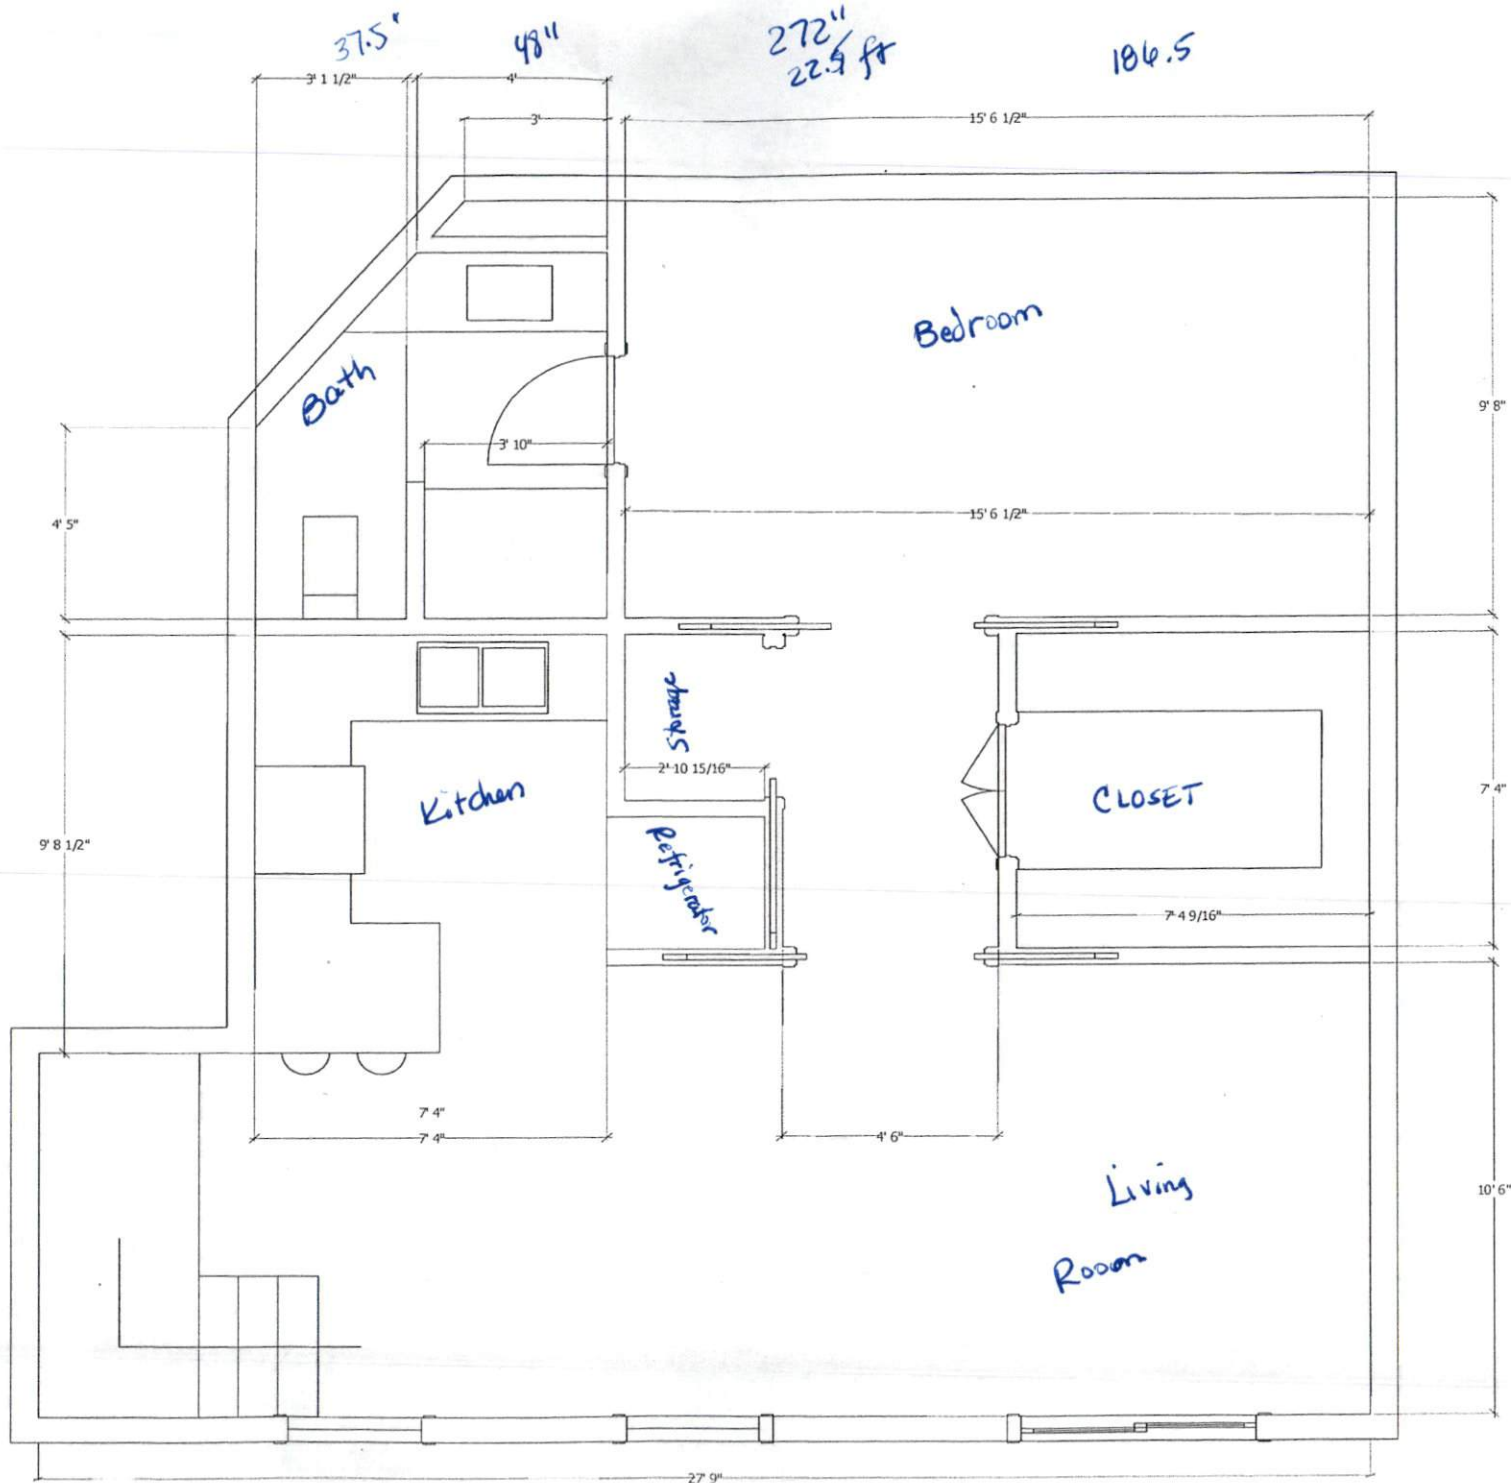 37.5"
48"
272"
22.5 ft
186.5
3' 1 1/2"
4'
3'
15' 6 1/2"
Bedroom
Bath
9' 8"
3' 10"
4' 5"
15' 6 1/2"
Storage
2' 10 15/16"
Kitchen
CLOSET
7' 4"
9' 8 1/2"
Refrigerator
7' 4 9/16"
7' 4"
7' 4"
4' 6"
Living
Rooom
10' 6"
27' 9"